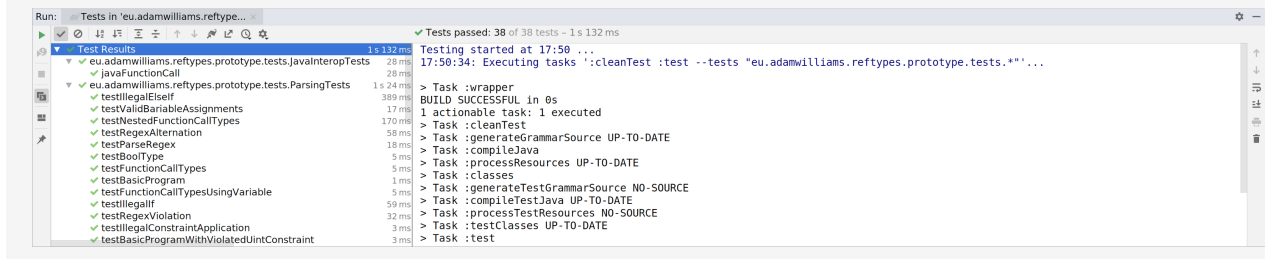 Run: Tests in 'eu.adamwilliams.reftype... ×
Tests passed: 38 of 38 tests – 1 s 132 ms
Test Results 1 s 132 ms
eu.adamwilliams.reftypes.prototype.tests.JavaInteropTests 28 ms
javaFunctionCall 28 ms
eu.adamwilliams.reftypes.prototype.tests.ParsingTests 1 s 24 ms
testIllegalElseIf 389 ms
testValidBariableAssignments 17 ms
testNestedFunctionCallTypes 170 ms
testRegexAlternation 58 ms
testParseRegex 18 ms
testBoolType 5 ms
testFunctionCallTypes 5 ms
testBasicProgram 1 ms
testFunctionCallTypesUsingVariable 5 ms
testIllegalIf 59 ms
testRegexViolation 32 ms
testIllegalConstraintApplication 3 ms
testBasicProgramWithViolatedUintConstraint 3 ms
Testing started at 17:50 ...
17:50:34: Executing tasks ':cleanTest :test --tests "eu.adamwilliams.reftypes.prototype.tests.*"'...
> Task :wrapper
BUILD SUCCESSFUL in 0s
1 actionable task: 1 executed
> Task :cleanTest
> Task :generateGrammarSource UP-TO-DATE
> Task :compileJava
> Task :processResources UP-TO-DATE
> Task :classes
> Task :generateTestGrammarSource NO-SOURCE
> Task :compileTestJava UP-TO-DATE
> Task :processTestResources NO-SOURCE
> Task :testClasses UP-TO-DATE
> Task :test